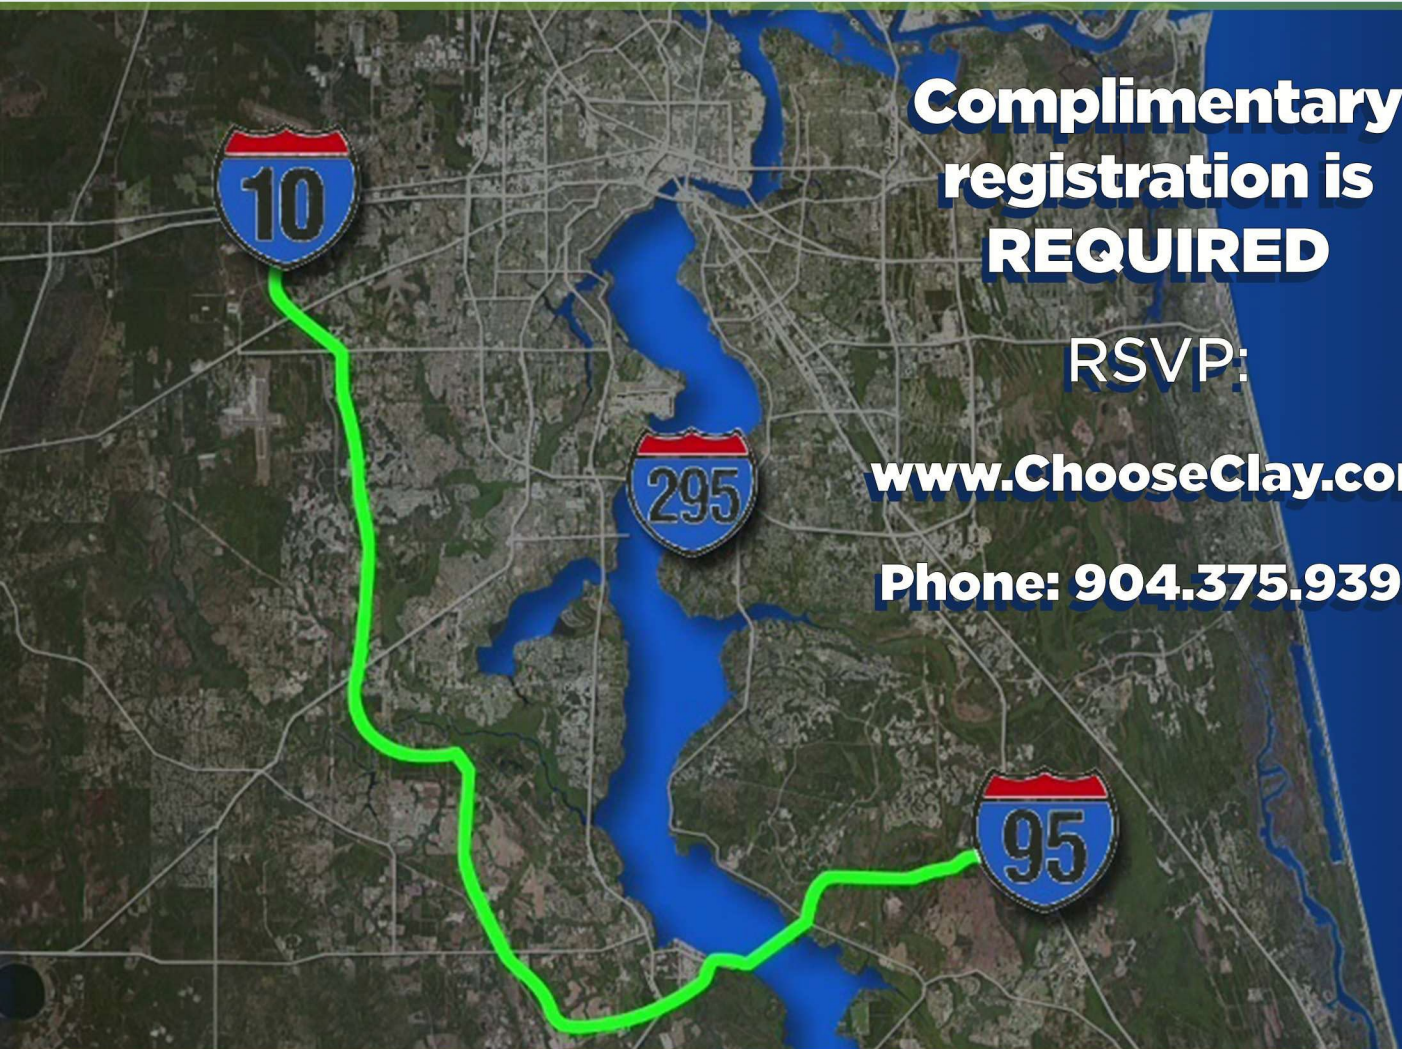 Complimentary
registration is
REQUIRED
RSVP:
www.ChooseClay.co
Phone: 904.375.939
10
295
95